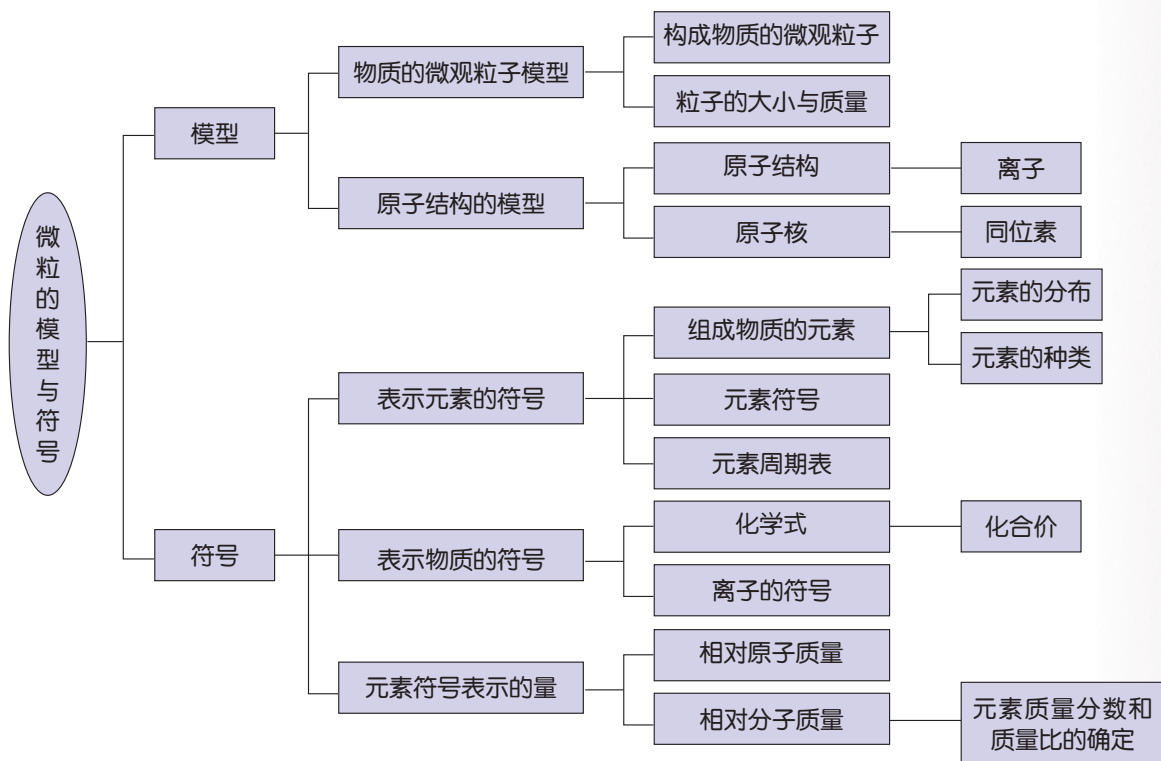 微粒的模型与符号
模型
物质的微观粒子模型
构成物质的微观粒子
粒子的大小与质量
原子结构的模型
原子结构
离子
原子核
同位素
符号
表示元素的符号
组成物质的元素
元素的分布
元素的种类
元素符号
元素周期表
表示物质的符号
化学式
化合价
离子的符号
元素符号表示的量
相对原子质量
相对分子质量
元素质量分数和
质量比的确定